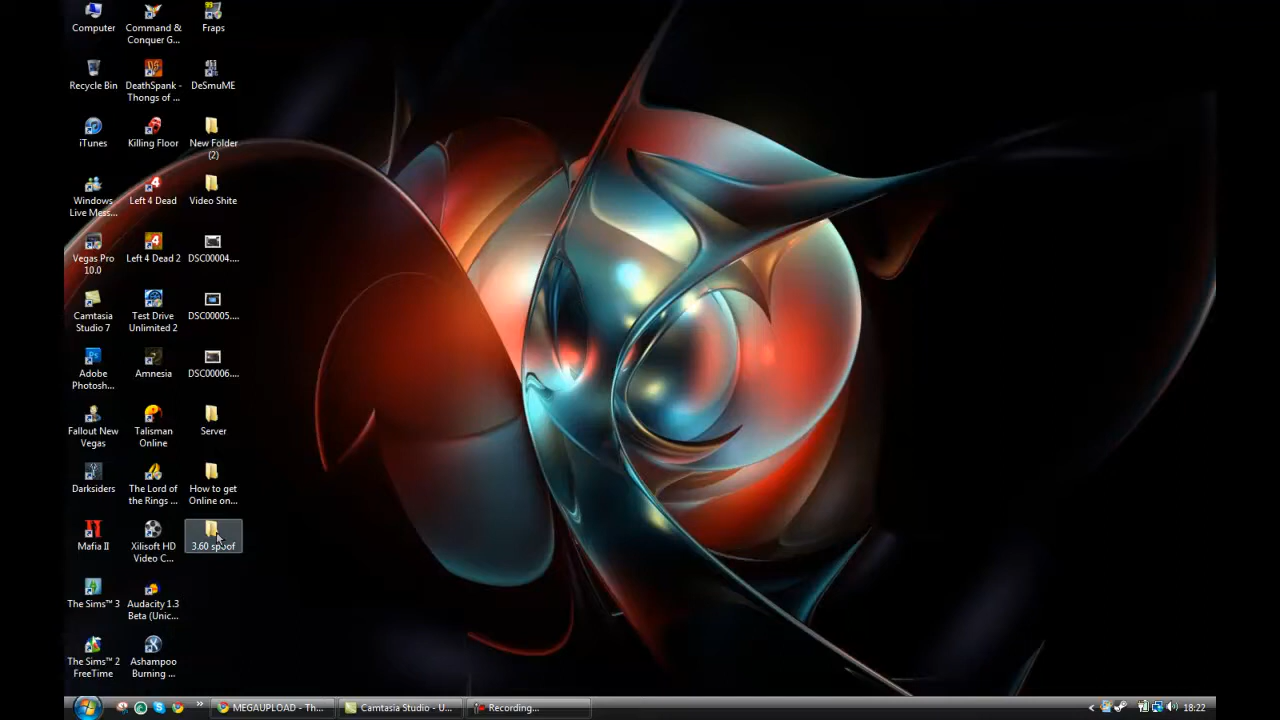 Computer
Command &
Conquer G...
Fraps
Recycle Bin
DeathSpank -
Thongs of ...
DeSmuME
iTunes
Killing Floor
New Folder
(2)
Windows
Live Mess...
Left 4 Dead
Video Shite
Vegas Pro
10.0
Left 4 Dead 2
DSC00004....
Camtasia
Studio 7
Test Drive
Unlimited 2
DSC00005....
Adobe
Photosh...
Amnesia
DSC00006....
Fallout New
Vegas
Talisman
Online
Server
Darksiders
The Lord of
the Rings ...
How to get
Online on...
Mafia II
Xilisoft HD
Video C...
3.60 spoof
The Sims™ 3
Audacity 1.3
Beta (Unic...
The Sims™ 2
FreeTime
Ashampoo
Burning ...
MEGAUPLOAD - Th...
Camtasia Studio - U...
Recording...
18:22